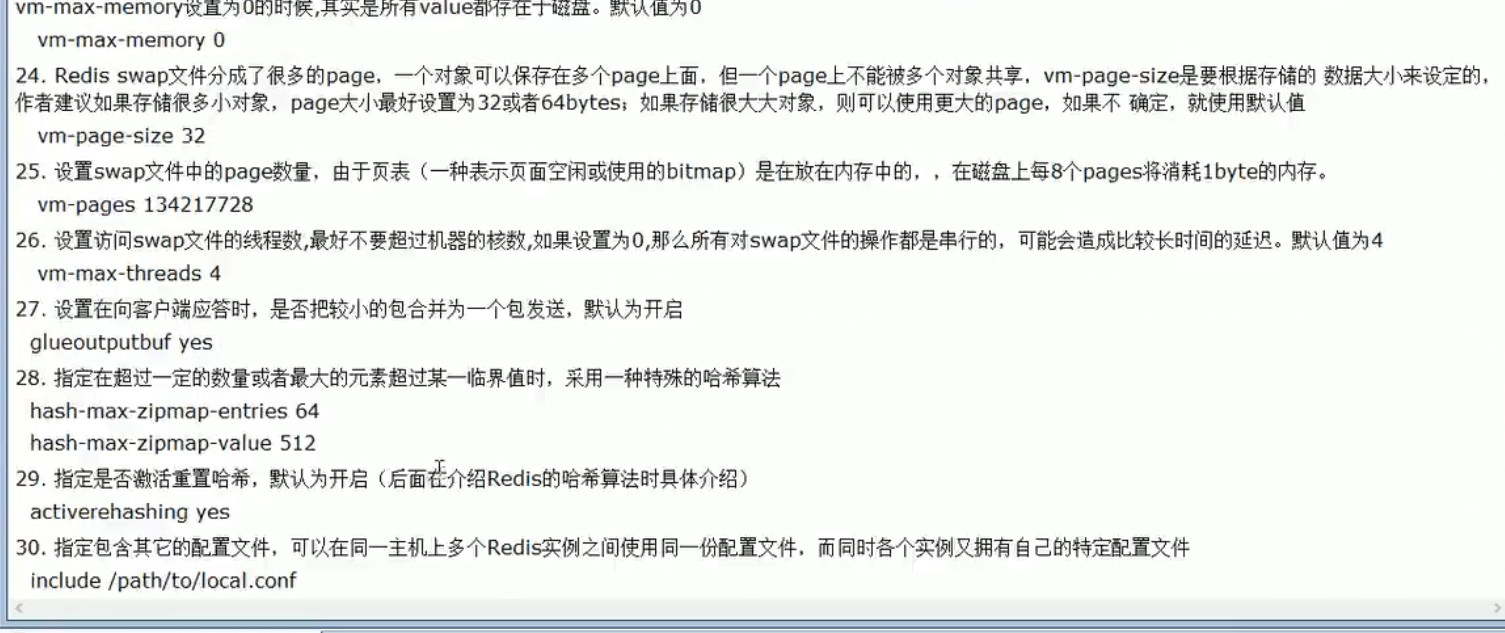 vm-max-memory设置为0的时候,其实是所有value都存在于磁盘。默认值为0
vm-max-memory 0
24. Redis swap文件分成了很多的page，一个对象可以保存在多个page上面，但一个page上不能被多个对象共享，vm-page-size是要根据存储的 数据大小来设定的，
作者建议如果存储很多小对象，page大小最好设置为32或者64bytes；如果存储很大大对象，则可以使用更大的page，如果不 确定，就使用默认值
vm-page-size 32
25. 设置swap文件中的page数量，由于页表（一种表示页面空闲或使用的bitmap）是在放在内存中的，，在磁盘上每8个pages将消耗1byte的内存。
vm-pages 134217728
26. 设置访问swap文件的线程数,最好不要超过机器的核数,如果设置为0,那么所有对swap文件的操作都是串行的，可能会造成比较长时间的延迟。默认值为4
vm-max-threads 4
27. 设置在向客户端应答时，是否把较小的包合并为一个包发送，默认为开启
glueoutputbuf yes
28. 指定在超过一定的数量或者最大的元素超过某一临界值时，采用一种特殊的哈希算法
hash-max-zipmap-entries 64
hash-max-zipmap-value 512
29. 指定是否激活重置哈希，默认为开启（后面在介绍Redis的哈希算法时具体介绍）
activerehashing yes
30. 指定包含其它的配置文件，可以在同一主机上多个Redis实例之间使用同一份配置文件，而同时各个实例又拥有自己的特定配置文件
include /path/to/local.conf